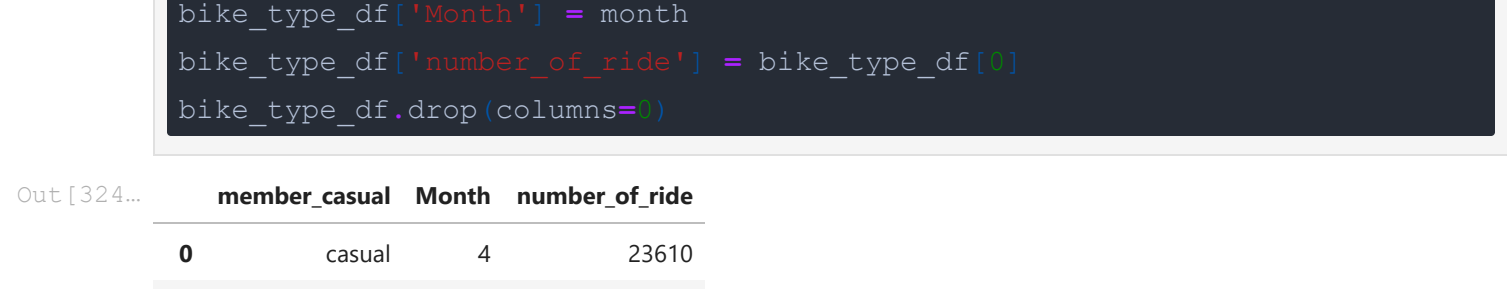 bike_type_df['Month'] = month
bike_type_df['number_of_ride'] = bike_type_df[0]
bike_type_df.drop(columns=0)
Out[324…
member_casual Month number_of_ride
0 casual 4 23610